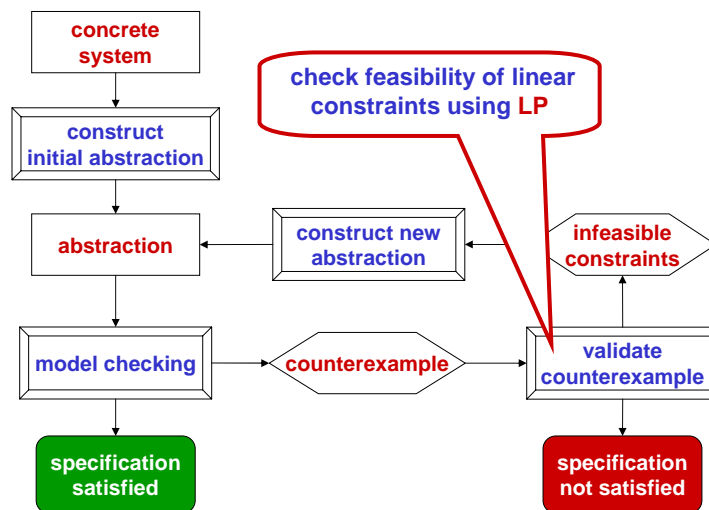 concrete
system
check feasibility of linear
constraints using LP
construct
initial abstraction
abstraction
construct new
abstraction
infeasible
constraints
model checking
counterexample
validate
counterexample
specification
satisfied
specification
not satisfied